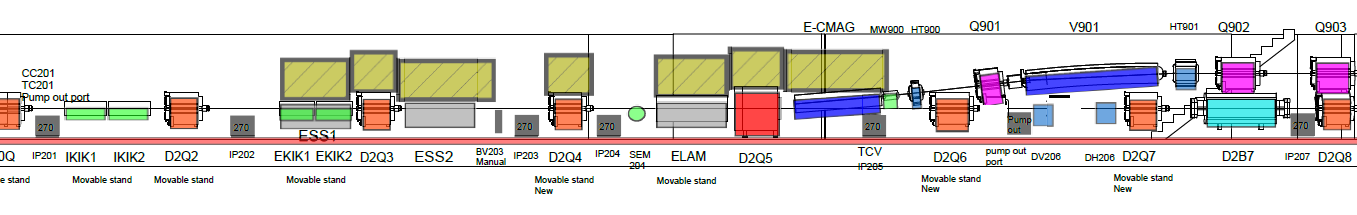 E-CMAG
MW900
HT900
Q901
V901
HT901
Q902
Q903
CC201
TC201
Pump out port
270
270
ESS1
270
270
270
Pump
out
270
0Q
IP201
IKIK1
IKIK2
D2Q2
IP202
EKIK1
EKIK2
D2Q3
ESS2
BV203
Manual
IP203
D2Q4
IP204
SEM
204
ELAM
D2Q5
TCV
IP205
D2Q6
pump out
port
DV206
DH206
D2Q7
D2B7
IP207
D2Q8
e stand
Movable stand
Movable stand
Movable stand
Movable stand
New
Movable stand
Movable stand
New
Movable stand
New
e stand